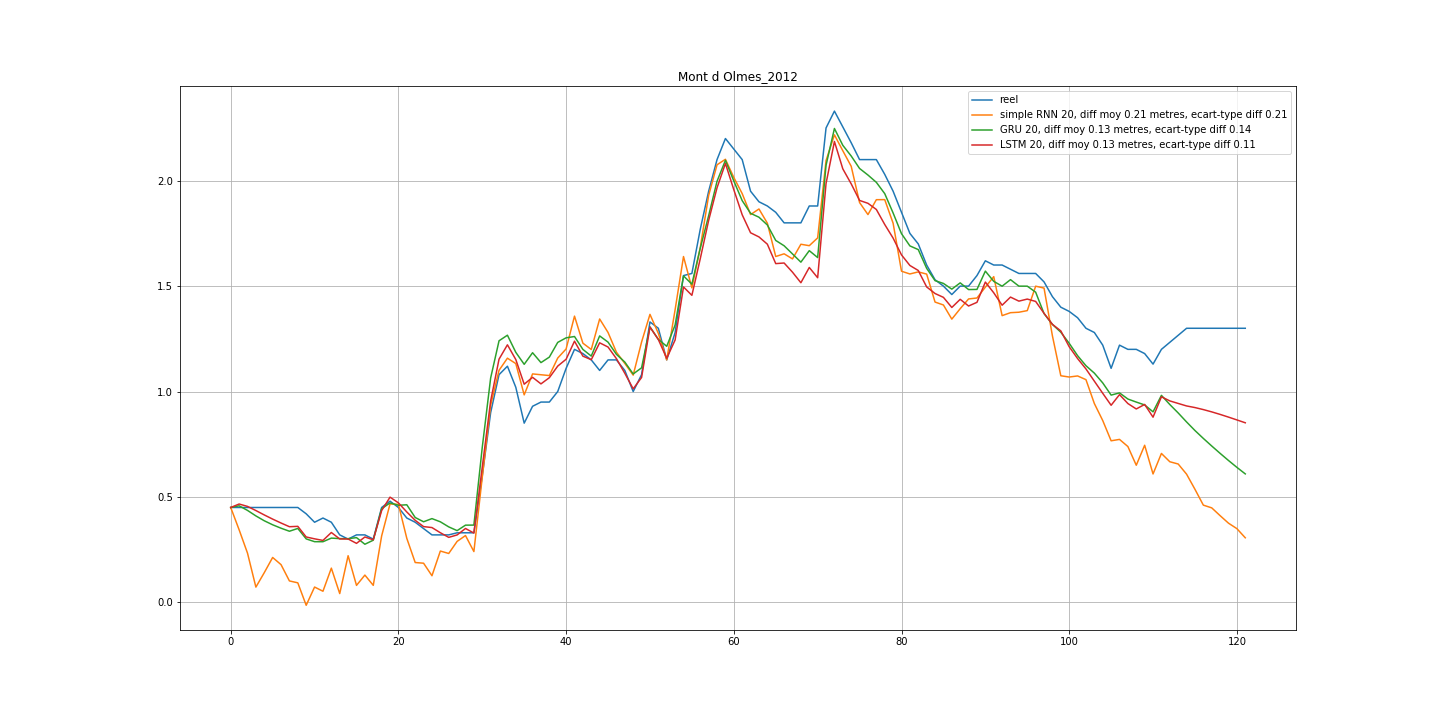 Mont d Olmes_2012
reel
simple RNN 20, diff moy 0.21 metres, ecart-type diff 0.21
GRU 20, diff moy 0.13 metres, ecart-type diff 0.14
LSTM 20, diff moy 0.13 metres, ecart-type diff 0.11
2.0
1.5
1.0
0.5
0.0
0 20 40 60 80 100 120